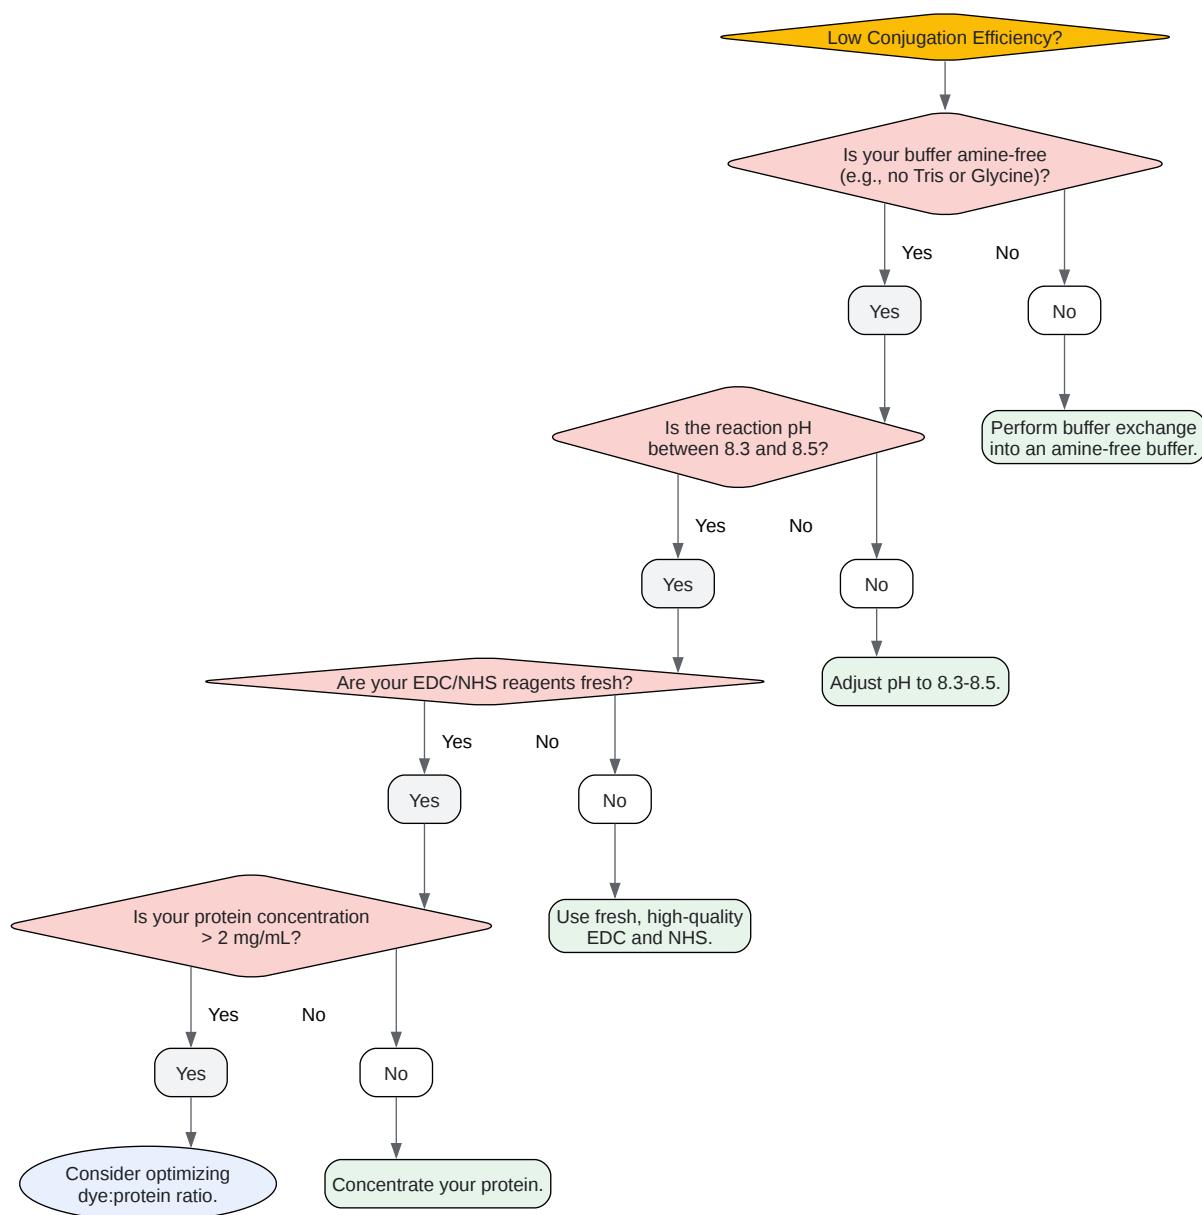 Low Conjugation Efficiency?
Is your buffer amine-free
(e.g., no Tris or Glycine)?
Yes
No
Yes
No
Is the reaction pH
between 8.3 and 8.5?
Perform buffer exchange
into an amine-free buffer.
Yes
No
Yes
No
Are your EDC/NHS reagents fresh?
Adjust pH to 8.3-8.5.
Yes
No
Yes
No
Is your protein concentration
> 2 mg/mL?
Use fresh, high-quality
EDC and NHS.
Yes
No
Yes
No
Consider optimizing
dye:protein ratio.
Concentrate your protein.